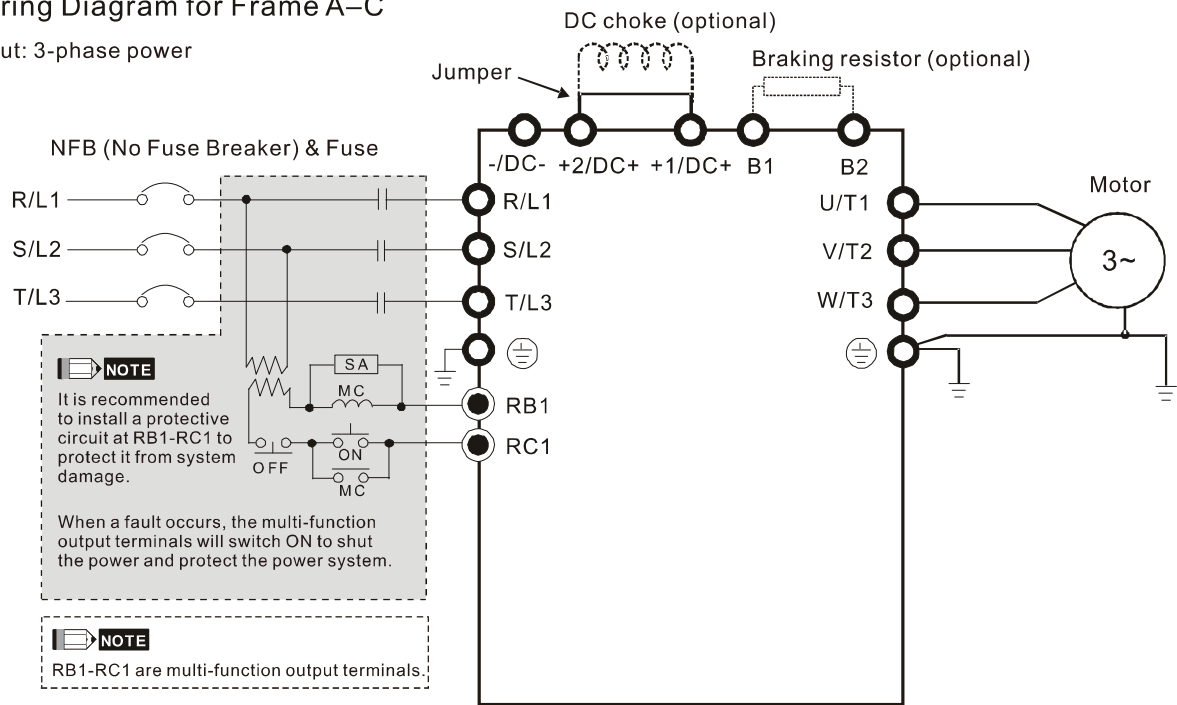 ring Diagram for Frame A–C
ut: 3-phase power
DC choke (optional)
Jumper
Braking resistor (optional)
NFB (No Fuse Breaker) & Fuse
-/DC- +2/DC+ +1/DC+ B1 B2
R/L1
R/L1
U/T1
Motor
S/L2
S/L2
V/T2
3~
T/L3
T/L3
W/T3
NOTE
It is recommended
to install a protective
circuit at RB1-RC1 to
protect it from system
damage.
SA
MC
RB1
OFF
ON
RC1
MC
When a fault occurs, the multi-function
output terminals will switch ON to shut
the power and protect the power system.
NOTE
RB1-RC1 are multi-function output terminals.